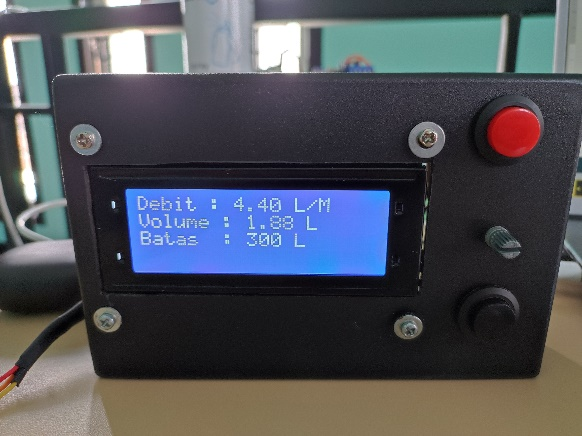 Debit : 4.40 L/M
Volume : 1.88 L
Batas : 300 L